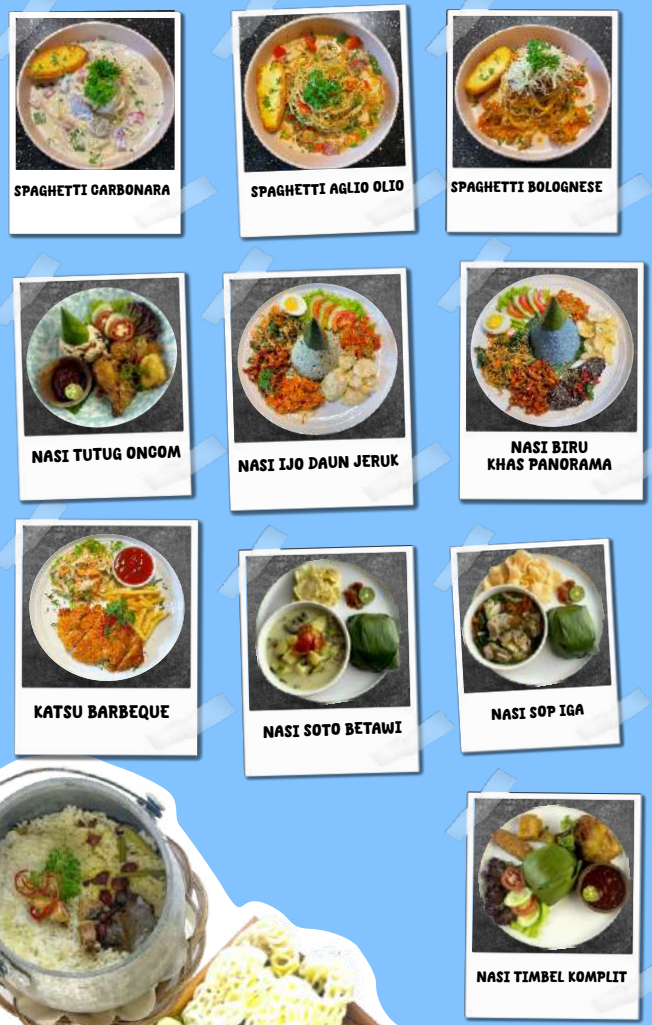 SPAGHETTI CARBONARA
SPAGHETTI AGLIO OLIO
SPAGHETTI BOLOGNESE
NASI TUTUG ONCOM
NASI IJO DAUN JERUK
NASI BIRU
KHAS PANORAMA
KATSU BARBEQUE
NASI SOTO BETAWI
NASI SOP IGA
NASI TIMBEL KOMPLIT